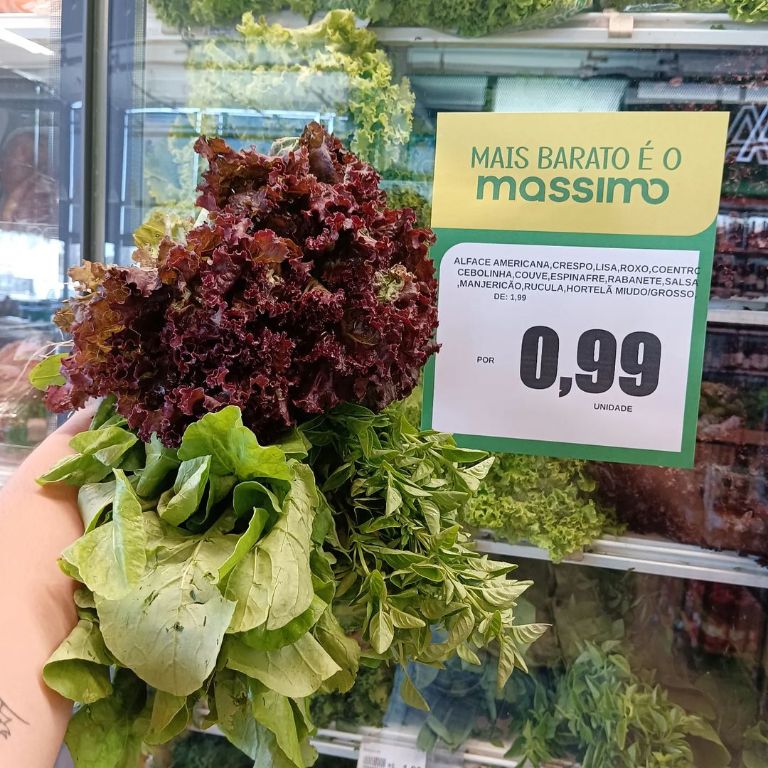 MAIS BARATO É O
massimo
ALFACE AMERICANA,CRESPO,LISA,ROXO,COENTRO
CEBOLINHA,COUVE,ESPINAFRE,RABANETE,SALSA
,MANJERICÃO,RUCULA,HORTELÃ MIUDO/GROSSO
DE: 1,99
POR 0,99
UNIDADE